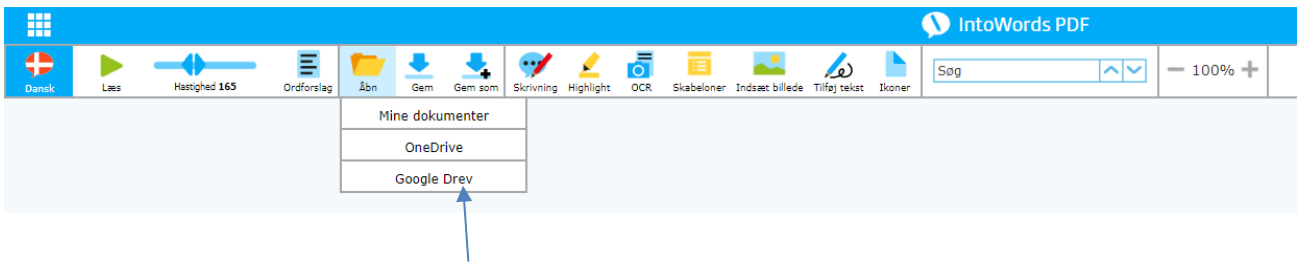 IntoWords PDF
Dansk Læs Hastighed 165 Ordforslag Åbn Gem Gem som Skrivning Highlight OCR Skabeloner Indsæt billede Tilføj tekst Ikoner Søg 100%
Mine dokumenter
OneDrive
Google Drev